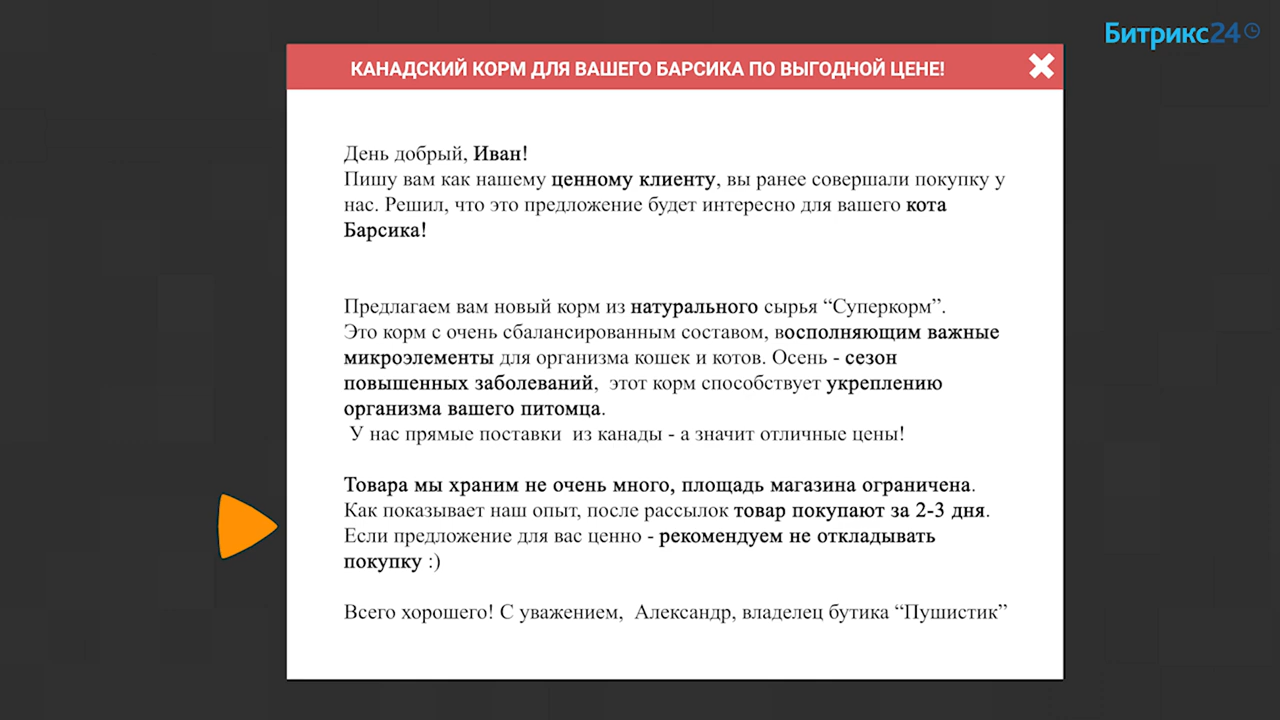 Битрикс24
КАНАДСКИЙ КОРМ ДЛЯ ВАШЕГО БАРСИКА ПО ВЫГОДНОЙ ЦЕНЕ!
День добрый, Иван!
Пишу вам как нашему ценному клиенту, вы ранее совершали покупку у
нас. Решил, что это предложение будет интересно для вашего кота
Барсика!
Предлагаем вам новый корм из натурального сырья “Суперкорм”.
Это корм с очень сбалансированным составом, восполняющим важные
микроэлементы для организма кошек и котов. Осень - сезон
повышенных заболеваний, этот корм способствует укреплению
организма вашего питомца.
У нас прямые поставки из канады - а значит отличные цены!
Товара мы храним не очень много, площадь магазина ограничена.
Как показывает наш опыт, после рассылок товар покупают за 2-3 дня.
Если предложение для вас ценно - рекомендуем не откладывать
покупку :)
Всего хорошего! С уважением, Александр, владелец бутика “Пушистик”